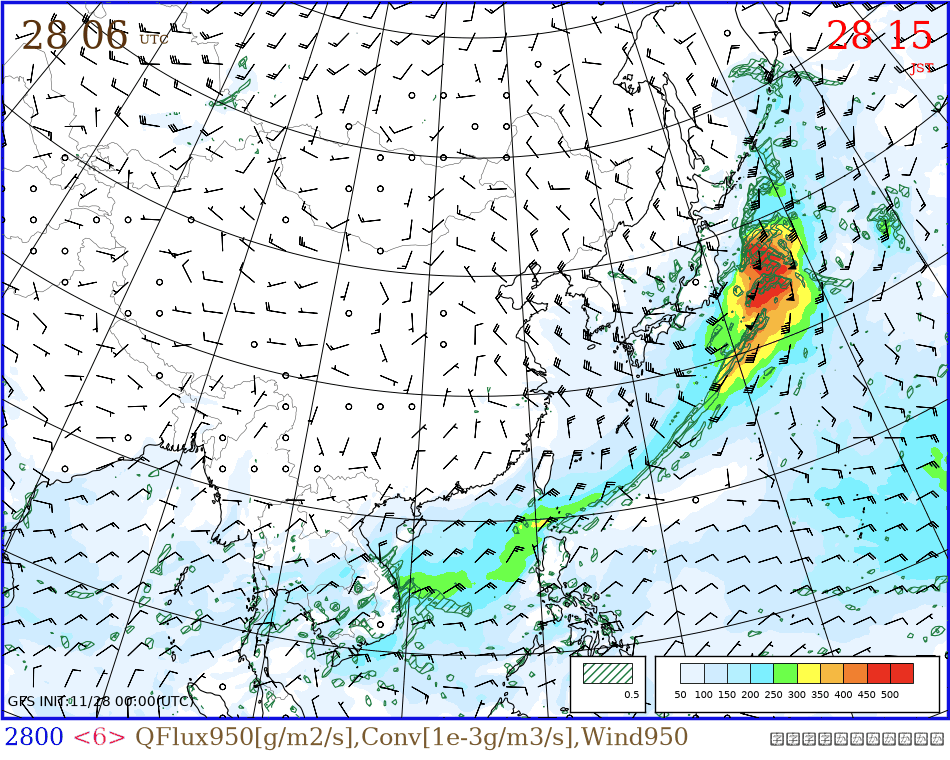 28 06 UTC
28 15 JST
0.5
50 100 150 200 250 300 350 400 450 500
GFS INIT:11/28 00:00(UTC)
2800 <6> QFlux950[g/m2/s],Conv[1e-3g/m3/s],Wind950